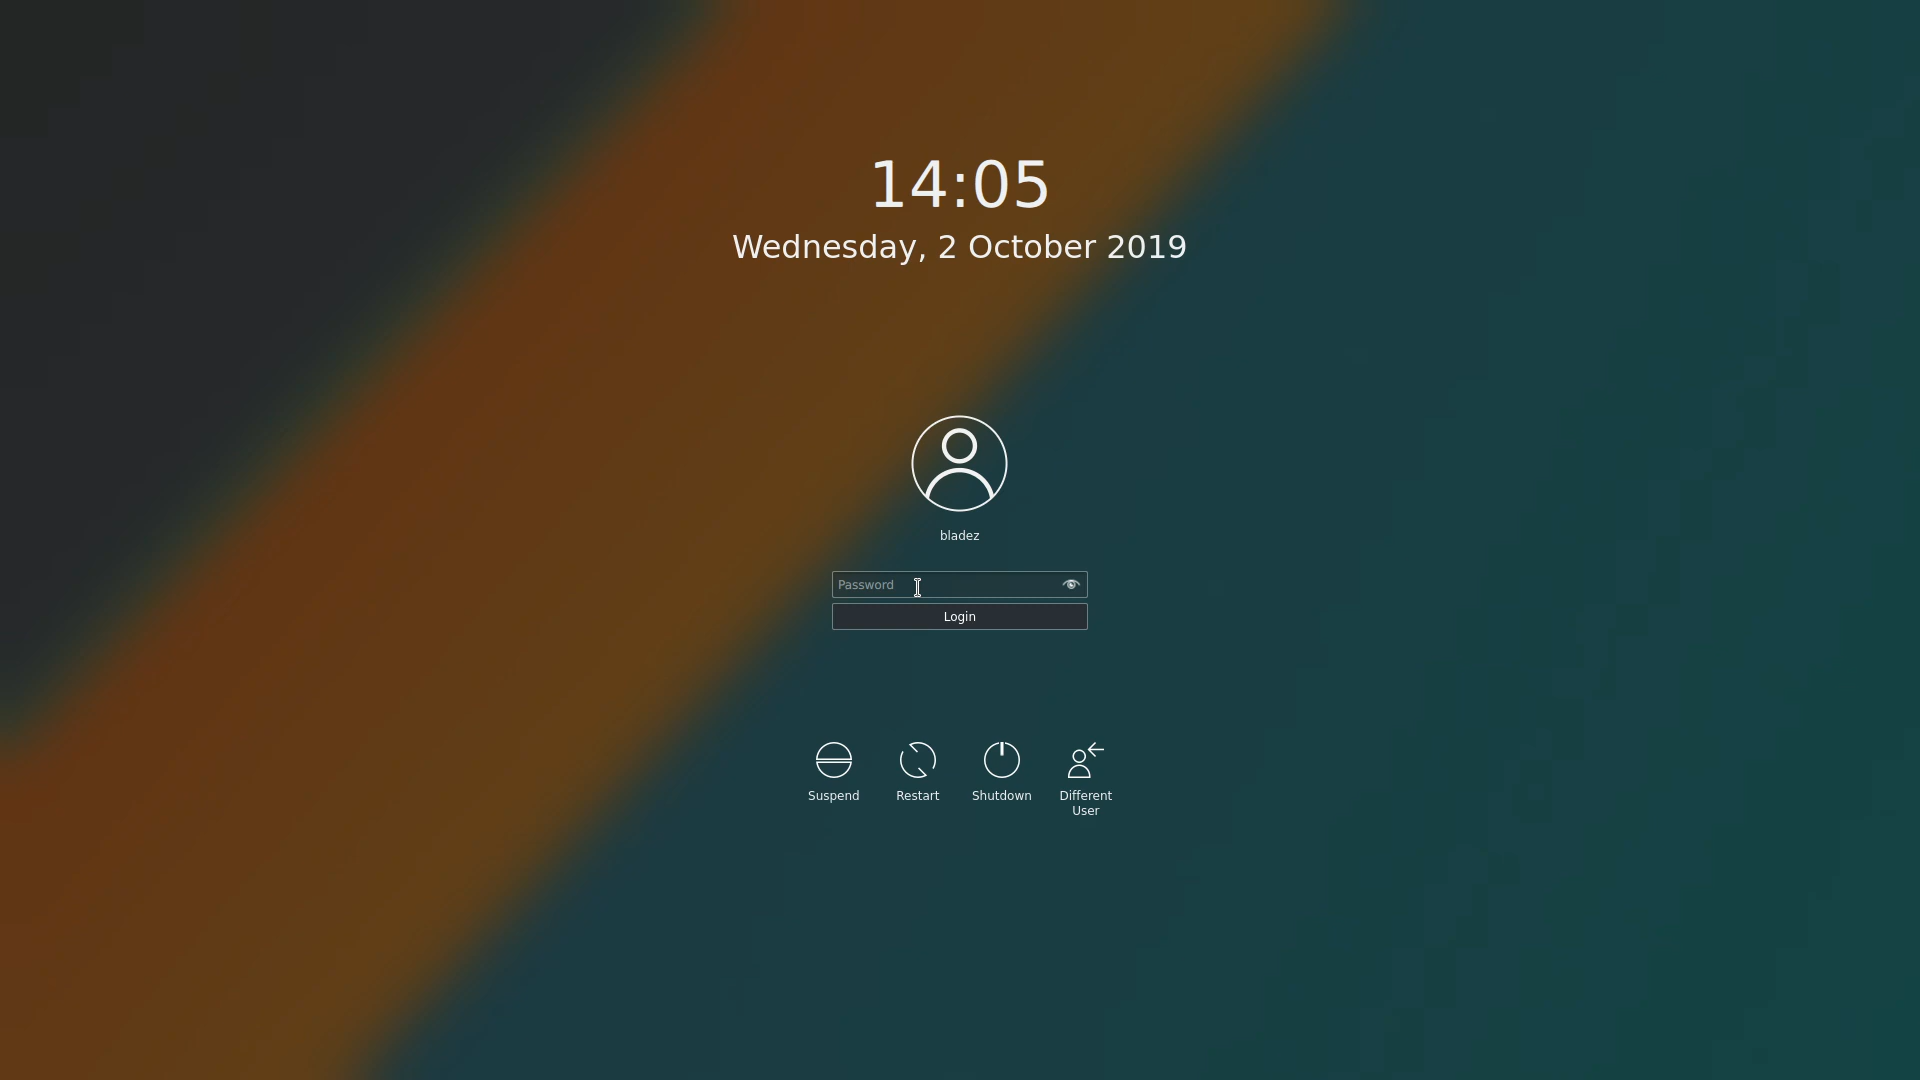 14:05
Wednesday, 2 October 2019
bladez
Password
Login
Suspend
Restart
Shutdown
Different
User